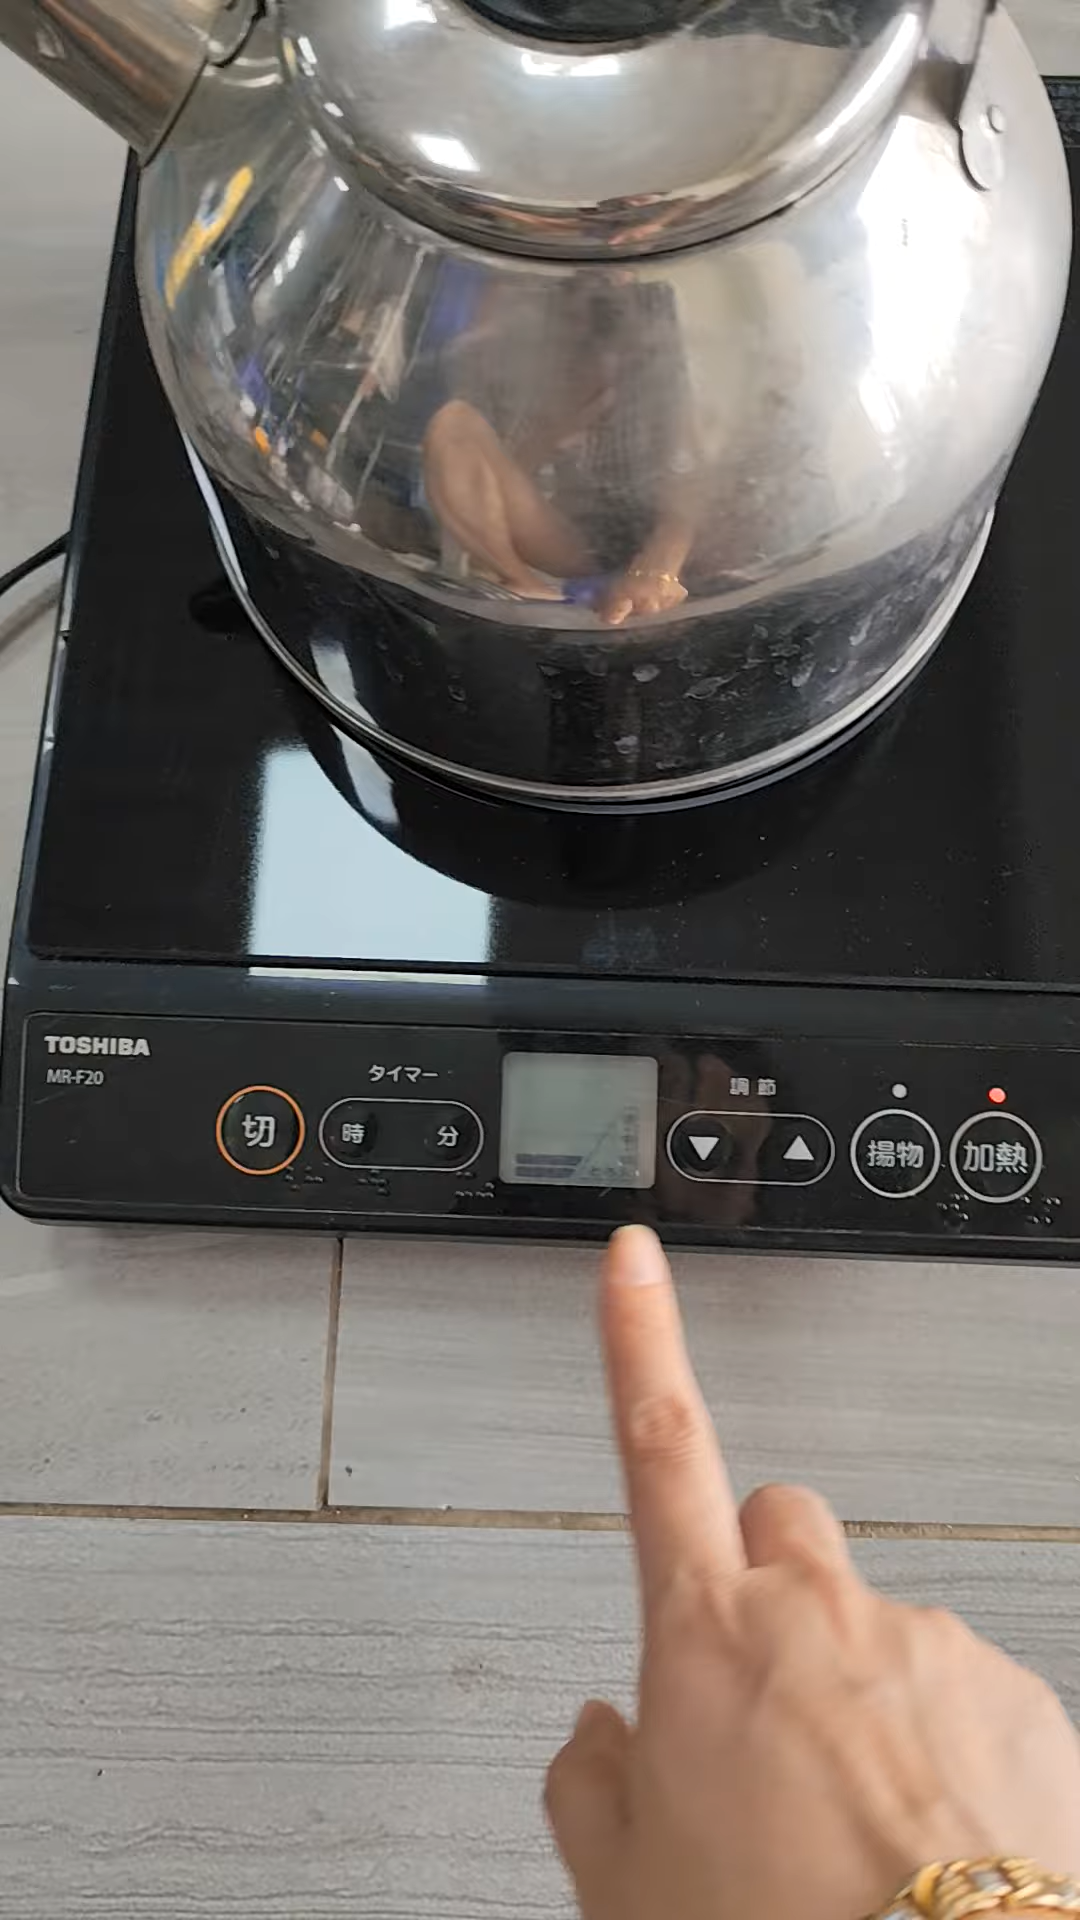 TOSHIBA
MR-F20
切
タイマー
時 分
調節
▼ ▲
揚物
加熱